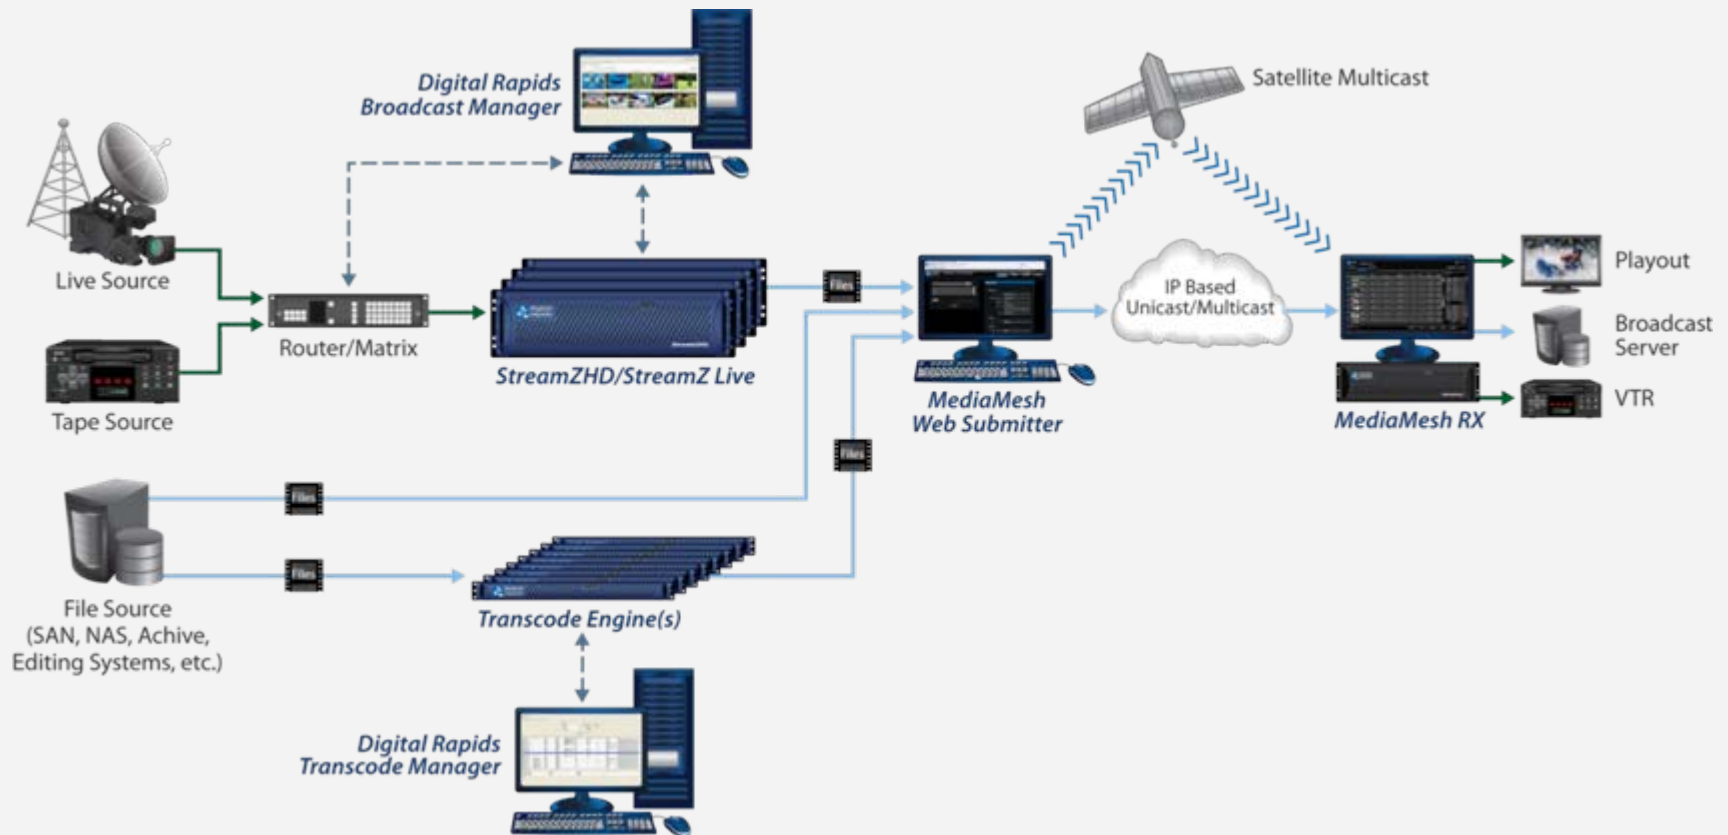 Digital Rapids
Broadcast Manager
Satellite Multicast
Live Source
Files
IP Based
Unicast/Multicast
Playout
Router/Matrix
StreamZHD/StreamZ Live
Broadcast
Server
Tape Source
MediaMesh
Web Submitter
MediaMesh RX
VTR
Files
Files
Files
File Source
(SAN, NAS, Achive,
Editing Systems, etc.)
Transcode Engine(s)
Digital Rapids
Transcode Manager